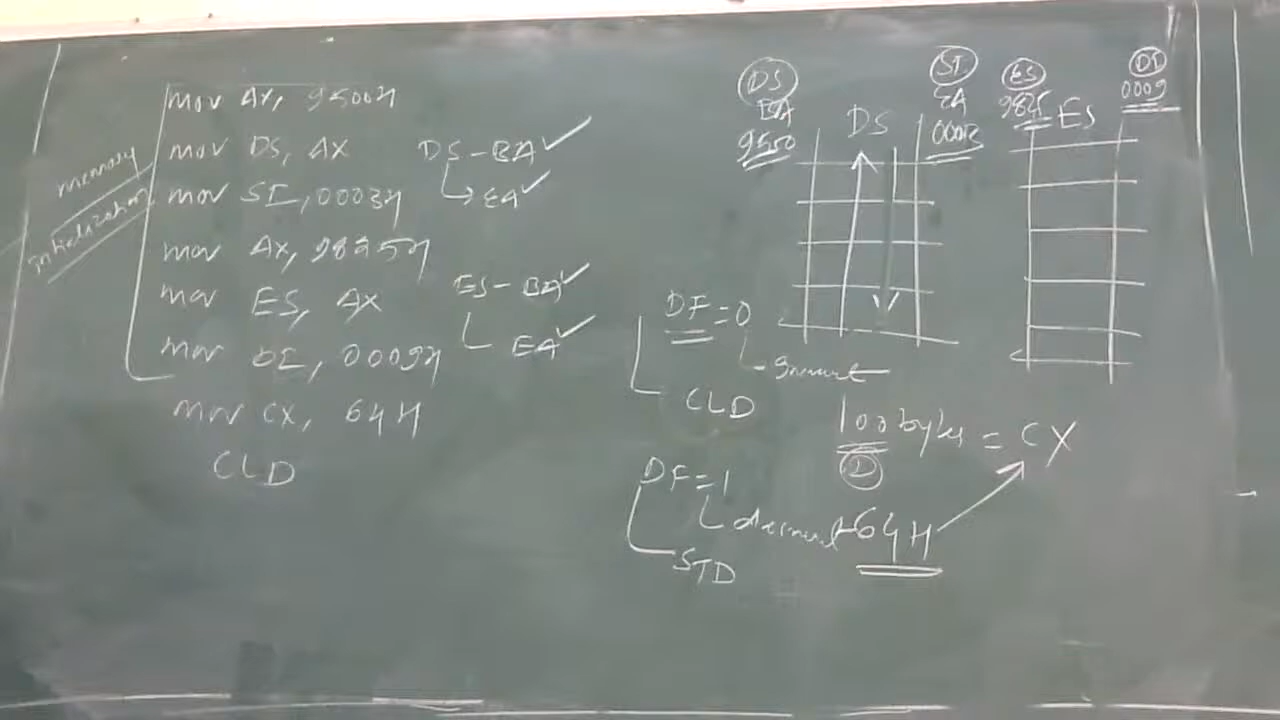 mov AX, 9500H
mov DS, AX
mov SI, 0003H
mov AX, 9825H
mov ES, AX
mov DI, 0009H
mov CX, 64H
CLD
memory
initialization
DS - BA ✓
EA ✓
ES - BA ✓
EA ✓
DS
BA
9550
DS
SI
EA
0003
ES
9825
ES
DI
0009
DF = 0
CLD
100 bytes = CX
D
64H
DF = 1
decrement
STD